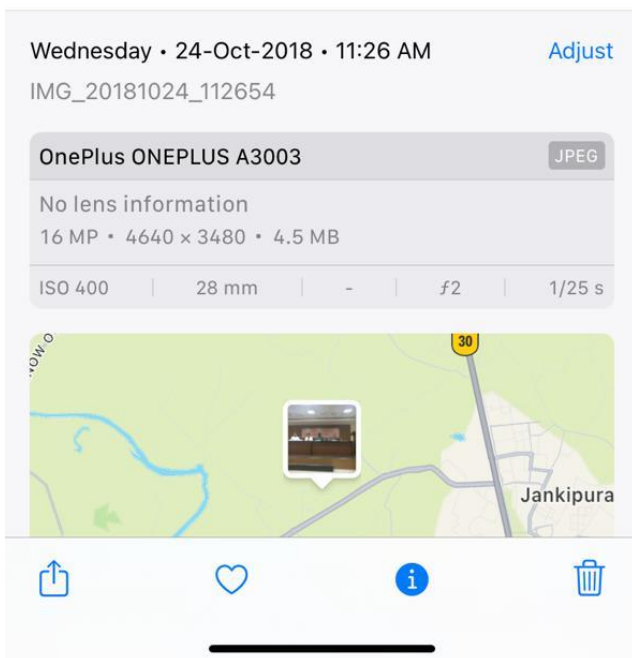 Wednesday • 24-Oct-2018 • 11:26 AM Adjust
IMG_20181024_112654
OnePlus ONEPLUS A3003 JPEG
No lens information
16 MP • 4640 × 3480 • 4.5 MB
ISO 400 28 mm - ƒ2 1/25 s
30
Jankipura